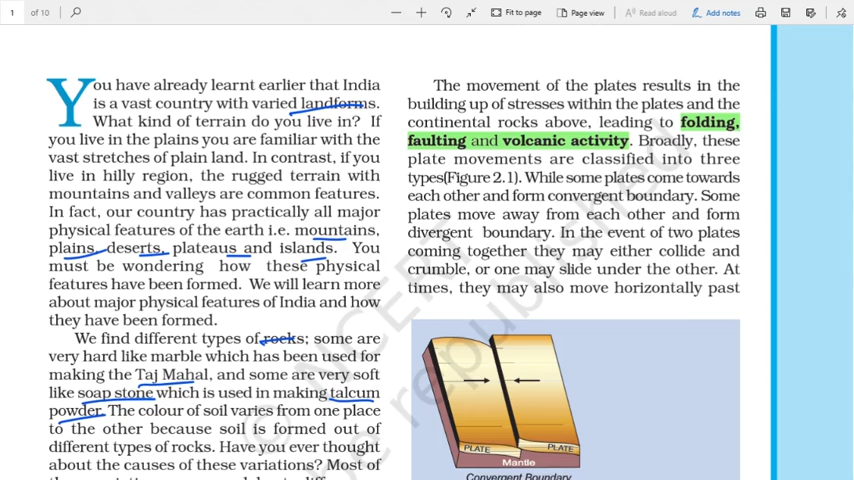 1 of 10 Fit to page Page view Read aloud Add notes
You have already learnt earlier that India
is a vast country with varied landforms.
What kind of terrain do you live in? If
you live in the plains you are familiar with the
vast stretches of plain land. In contrast, if you
live in hilly region, the rugged terrain with
mountains and valleys are common features.
In fact, our country has practically all major
physical features of the earth i.e. mountains,
plains, deserts, plateaus and islands. You
must be wondering how these physical
features have been formed. We will learn more
about major physical features of India and how
they have been formed.
We find different types of rocks; some are
very hard like marble which has been used for
making the Taj Mahal, and some are very soft
like soap stone which is used in making talcum
powder. The colour of soil varies from one place
to the other because soil is formed out of
different types of rocks. Have you ever thought
about the causes of these variations? Most of
The movement of the plates results in the
building up of stresses within the plates and the
continental rocks above, leading to folding,
faulting and volcanic activity. Broadly, these
plate movements are classified into three
types(Figure 2.1). While some plates come towards
each other and form convergent boundary. Some
plates move away from each other and form
divergent boundary. In the event of two plates
coming together they may either collide and
crumble, or one may slide under the other. At
times, they may also move horizontally past
PLATE
PLATE
Mantle
Convergent Boundary
© NCERT
be republished